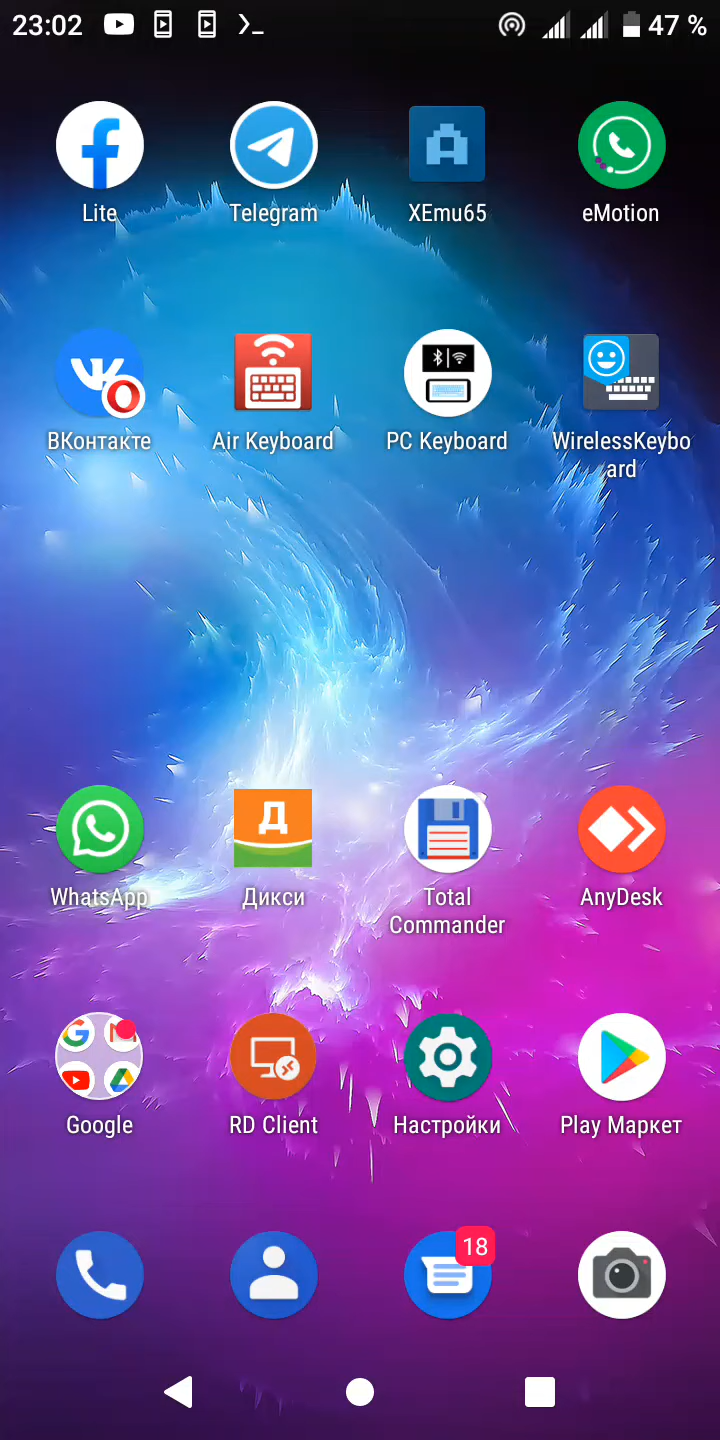 23:02
47 %
Lite
Telegram
XEmu65
eMotion
ВКонтакте
Air Keyboard
PC Keyboard
WirelessKeybo
ard
Д
WhatsApp
Дикси
Total
Commander
AnyDesk
Google
RD Client
Настройки
Play Маркет
18